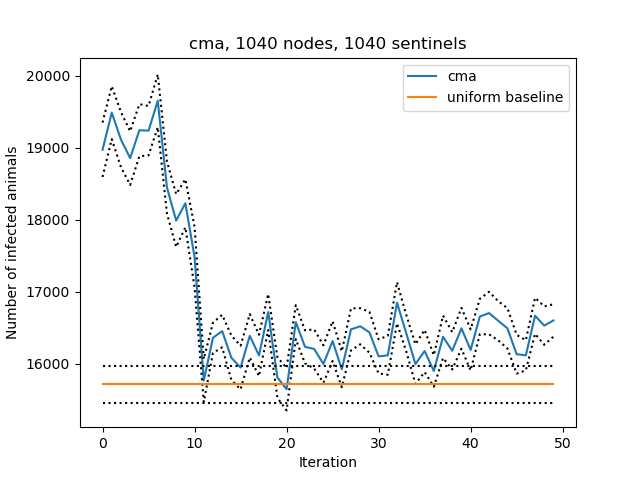 cma, 1040 nodes, 1040 sentinels
cma
uniform baseline
Number of infected animals
20000
19000
18000
17000
16000
0 10 20 30 40 50
Iteration